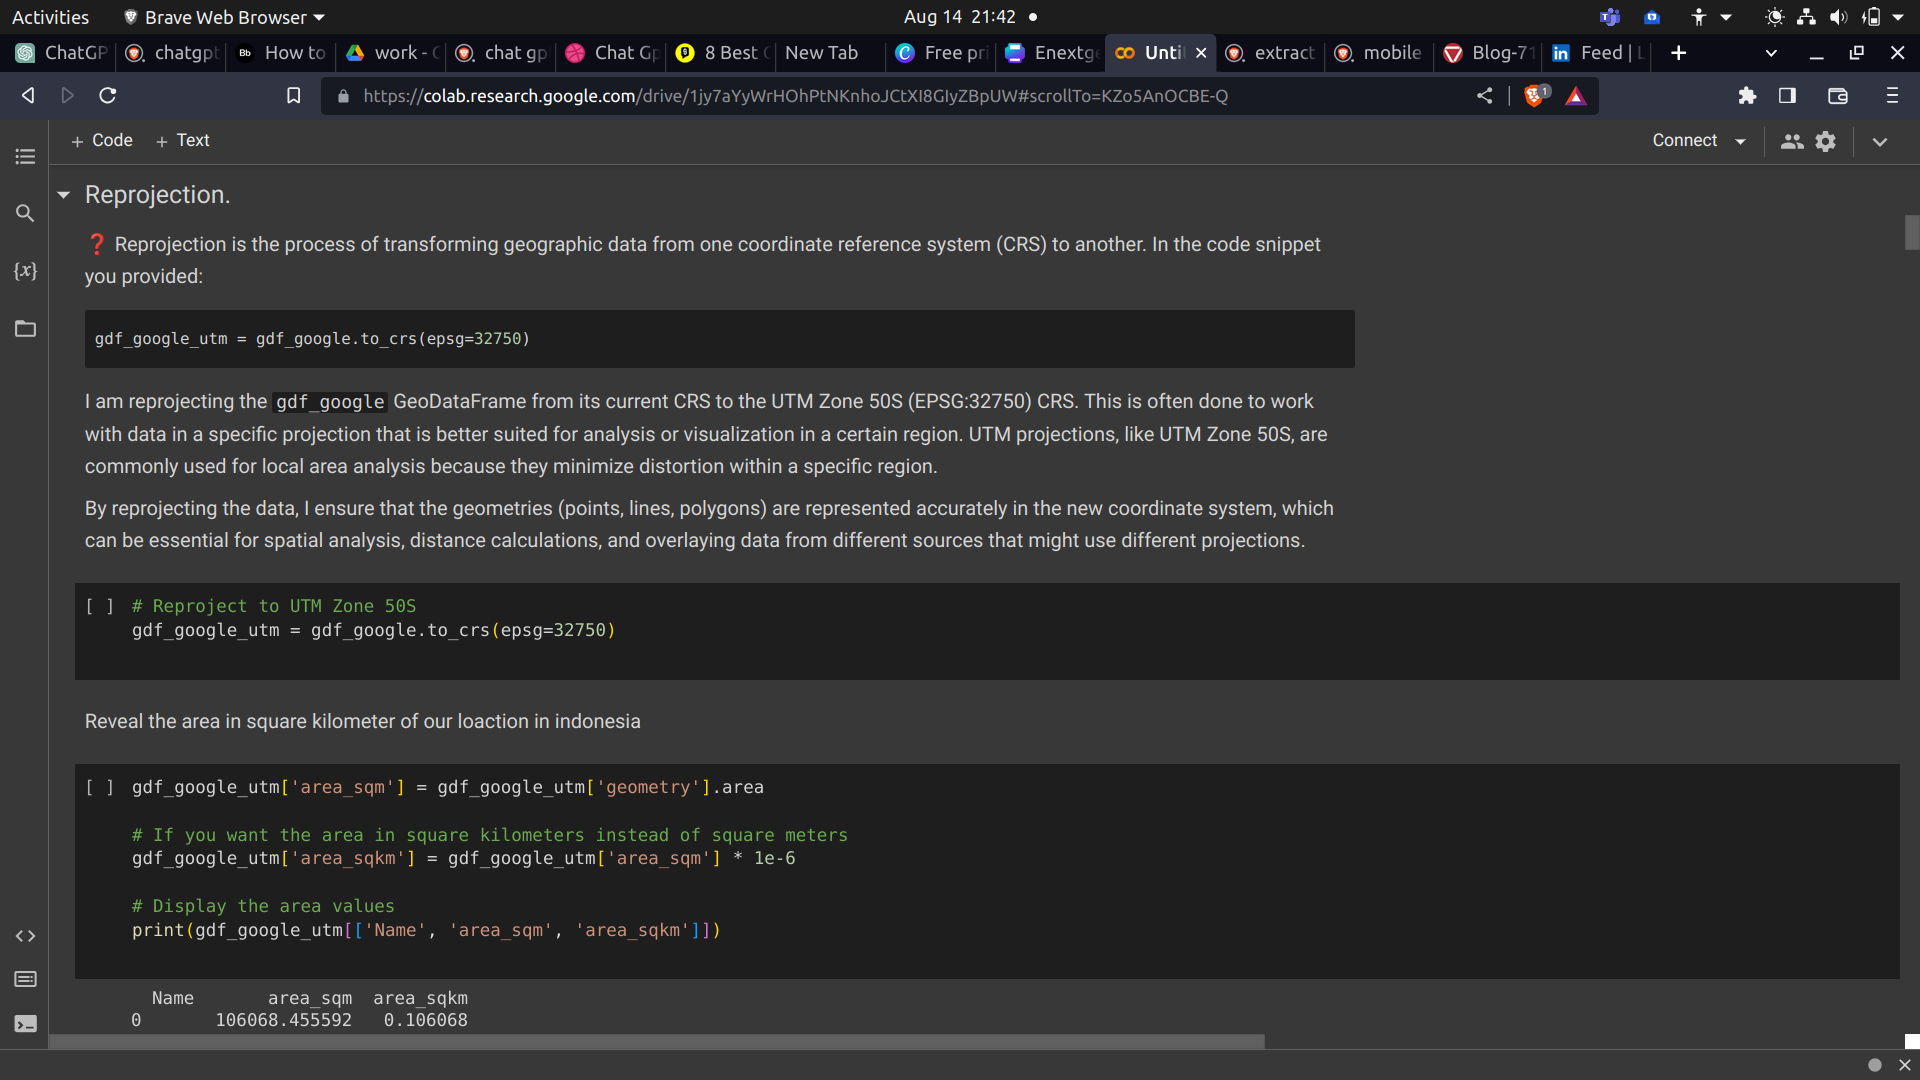 Activities
Brave Web Browser
Aug 14 21:42
ChatGP
chatgpt
Bb
How to
work - C
chat gp
Chat Gp
8 Best C
New Tab
Free pri
Enextge
Untit
extract
mobile
Blog-71
in
Feed | L
https://colab.research.google.com/drive/1jy7aYyWrHOhPtNKnhoJCtXI8GIyZBpUW#scrollTo=KZo5AnOCBE-Q
1
+ Code
+ Text
Connect
Reprojection.
❓ Reprojection is the process of transforming geographic data from one coordinate reference system (CRS) to another. In the code snippet
you provided:
{x}
gdf_google_utm = gdf_google.to_crs(epsg=32750)
I am reprojecting the gdf_google GeoDataFrame from its current CRS to the UTM Zone 50S (EPSG:32750) CRS. This is often done to work
with data in a specific projection that is better suited for analysis or visualization in a certain region. UTM projections, like UTM Zone 50S, are
commonly used for local area analysis because they minimize distortion within a specific region.
By reprojecting the data, I ensure that the geometries (points, lines, polygons) are represented accurately in the new coordinate system, which
can be essential for spatial analysis, distance calculations, and overlaying data from different sources that might use different projections.
[ ] # Reproject to UTM Zone 50S
gdf_google_utm = gdf_google.to_crs(epsg=32750)
Reveal the area in square kilometer of our loaction in indonesia
[ ] gdf_google_utm['area_sqm'] = gdf_google_utm['geometry'].area
# If you want the area in square kilometers instead of square meters
gdf_google_utm['area_sqkm'] = gdf_google_utm['area_sqm'] * 1e-6
# Display the area values
print(gdf_google_utm[['Name', 'area_sqm', 'area_sqkm']])
Name area_sqm area_sqkm
0 106068.455592 0.106068